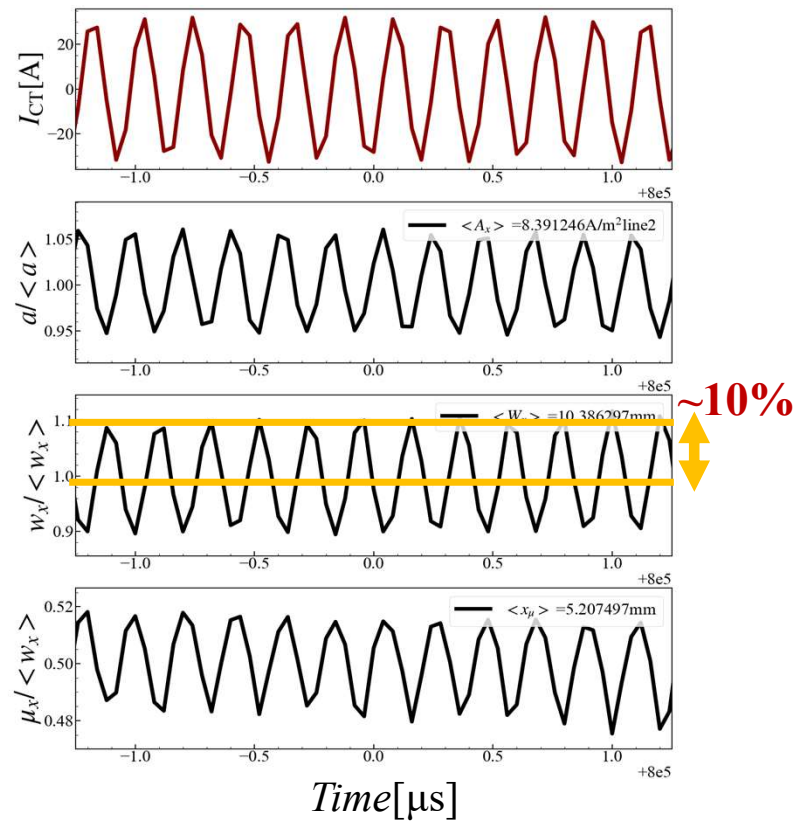 I_CT[A]
20
0
−20
−1.0 −0.5 0.0 0.5 1.0
+8e5
a/<a>
1.05
1.00
0.95
<A_x> =8.391246A/m²line2
−1.0 −0.5 0.0 0.5 1.0
+8e5
~10%
w_x/<w_x>
1.1
1.0
0.9
=10.386297mm
−1.0 −0.5 0.0 0.5 1.0
+8e5
μ_x/<w_x>
0.52
0.50
0.48
<x_μ> =5.207497mm
−1.0 −0.5 0.0 0.5 1.0
+8e5
Time[μs]